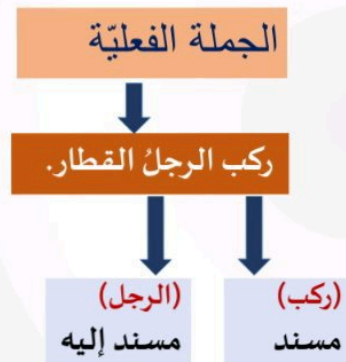 الجملة الفعليّة
ركب الرجلُ القطار.
(ركب)
مسند
(الرجل)
مسند إليه